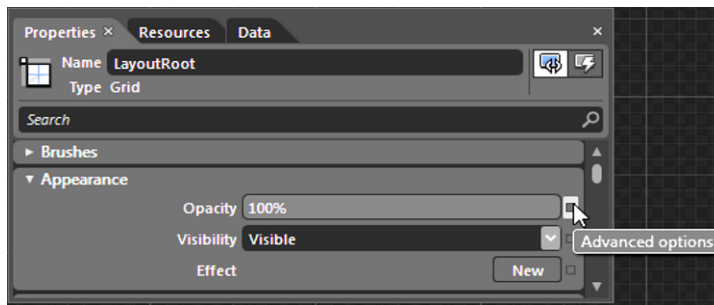 Properties × Resources Data ×
Name LayoutRoot
Type Grid
Search
Brushes
Appearance
Opacity 100%
Visibility Visible
Advanced options
Effect New